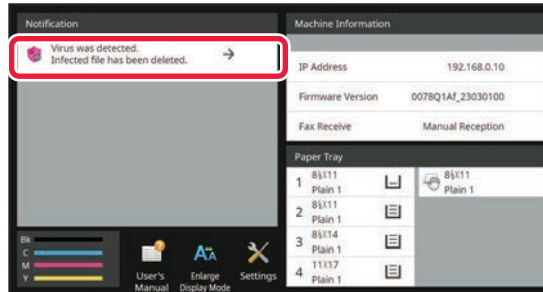 Notification
Virus was detected.
Infected file has been deleted.
Machine Information
IP Address 192.168.0.10
Firmware Version 0078Q1Af_23030100
Fax Receive Manual Reception
Paper Tray
1 8½X11
Plain 1
2 8½X11
Plain 1
3 8½X14
Plain 1
4 11X17
Plain 1
8½X11
Plain 1
Bk
C
M
Y
User's
Manual
Enlarge
Display Mode
Settings